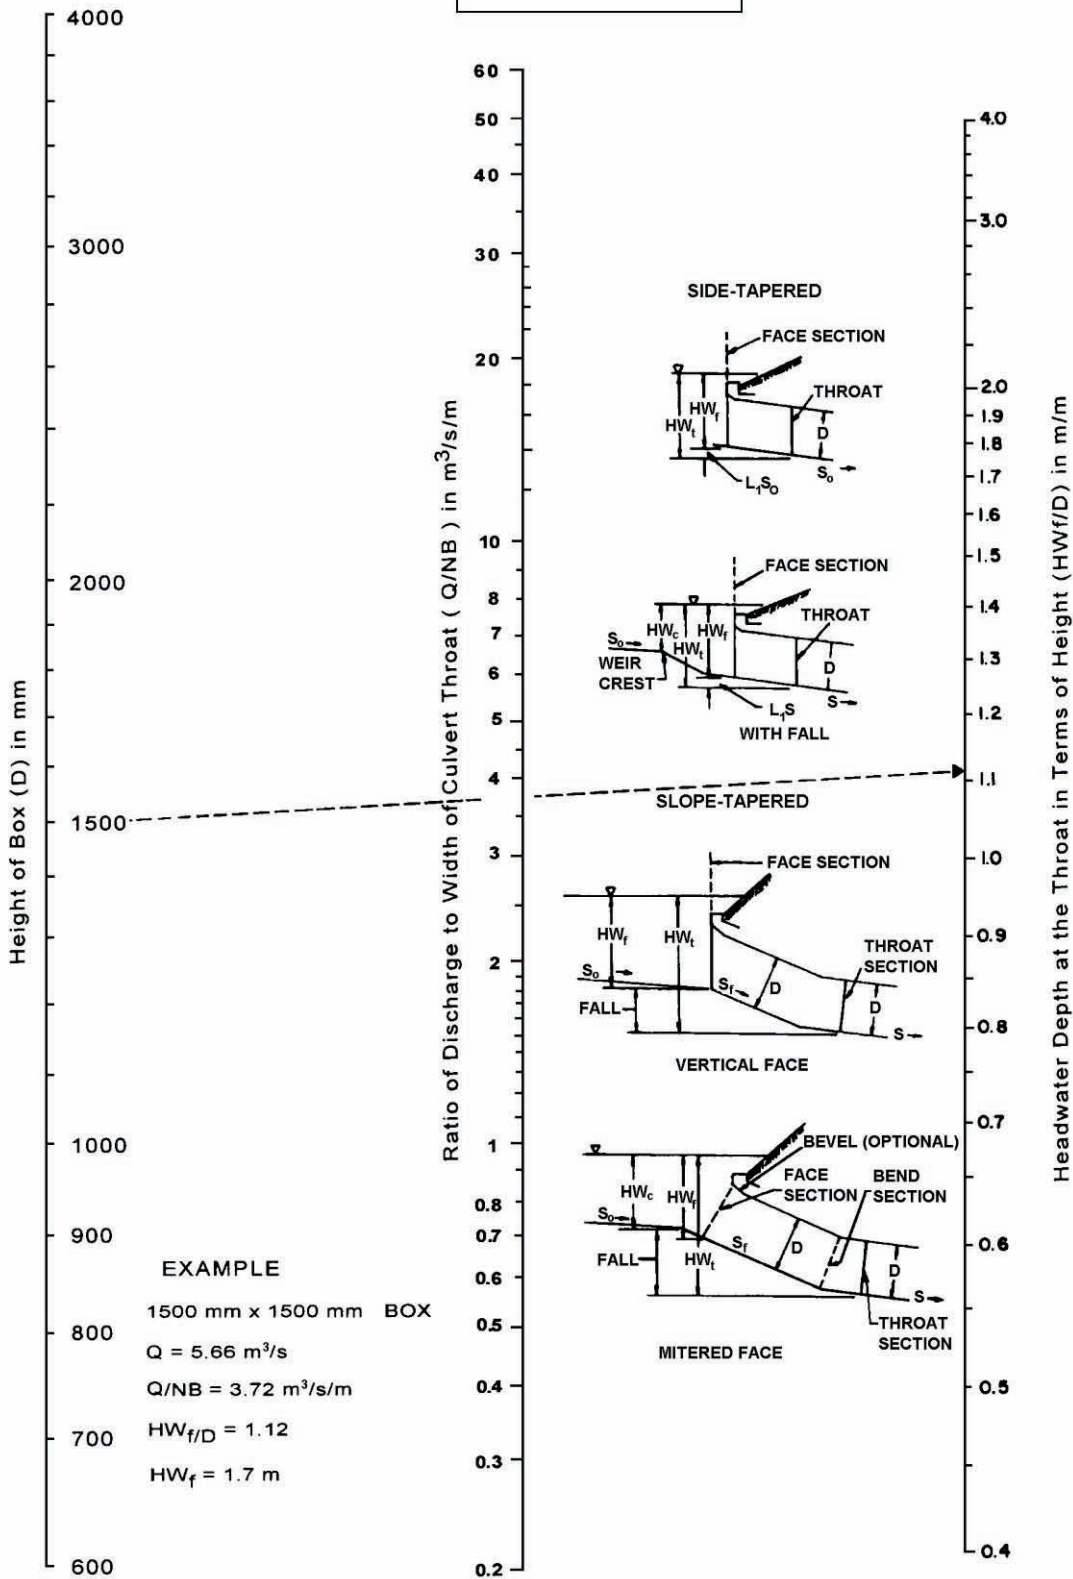 Height of Box (D) in mm
4000
3000
2000
1500
1000
900
800
700
600
Ratio of Discharge to Width of Culvert Throat ( Q/NB ) in m³/s/m
60
50
40
30
20
10
8
7
6
5
4
3
2
1
0.8
0.7
0.6
0.5
0.4
0.3
0.2
SIDE-TAPERED
FACE SECTION
THROAT
HWf
HWt
D
So
L₁So
FACE SECTION
THROAT
So
HWc
HWf
HWt
WEIR
CREST
D
S
L₁S
WITH FALL
SLOPE-TAPERED
FACE SECTION
HWf
HWt
THROAT
SECTION
So
Sf
D
D
FALL
S
VERTICAL FACE
BEVEL (OPTIONAL)
FACE
SECTION
BEND
SECTION
HWc
HWf
So
Sf
D
FALL
HWt
D
S
THROAT
SECTION
MITERED FACE
Headwater Depth at the Throat in Terms of Height (HWf/D) in m/m
4.0
3.0
2.0
1.9
1.8
1.7
1.6
1.5
1.4
1.3
1.2
1.1
1.0
0.9
0.8
0.7
0.6
0.5
0.4
EXAMPLE
1500 mm x 1500 mm BOX
Q = 5.66 m³/s
Q/NB = 3.72 m³/s/m
HWf/D = 1.12
HWf = 1.7 m